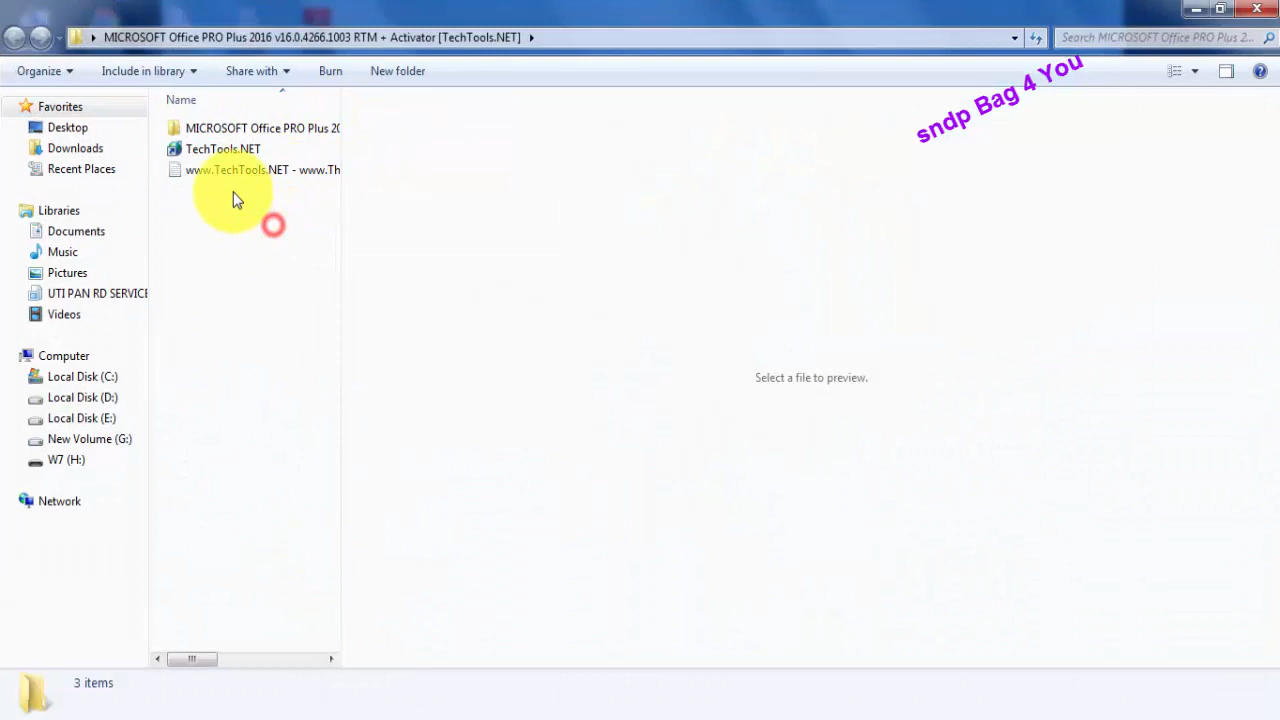 MICROSOFT Office PRO Plus 2016 v16.0.4266.1003 RTM + Activator [TechTools.NET]
Search MICROSOFT Office PRO Plus 2...
Organize
Include in library
Share with
Burn
New folder
sndp Bag 4 You
Favorites
Desktop
Downloads
Recent Places
Libraries
Documents
Music
Pictures
UTI PAN RD SERVICE
Videos
Computer
Local Disk (C:)
Local Disk (D:)
Local Disk (E:)
New Volume (G:)
W7 (H:)
Network
Name
MICROSOFT Office PRO Plus 20
TechTools.NET
www.TechTools.NET - www.Th
Select a file to preview.
3 items